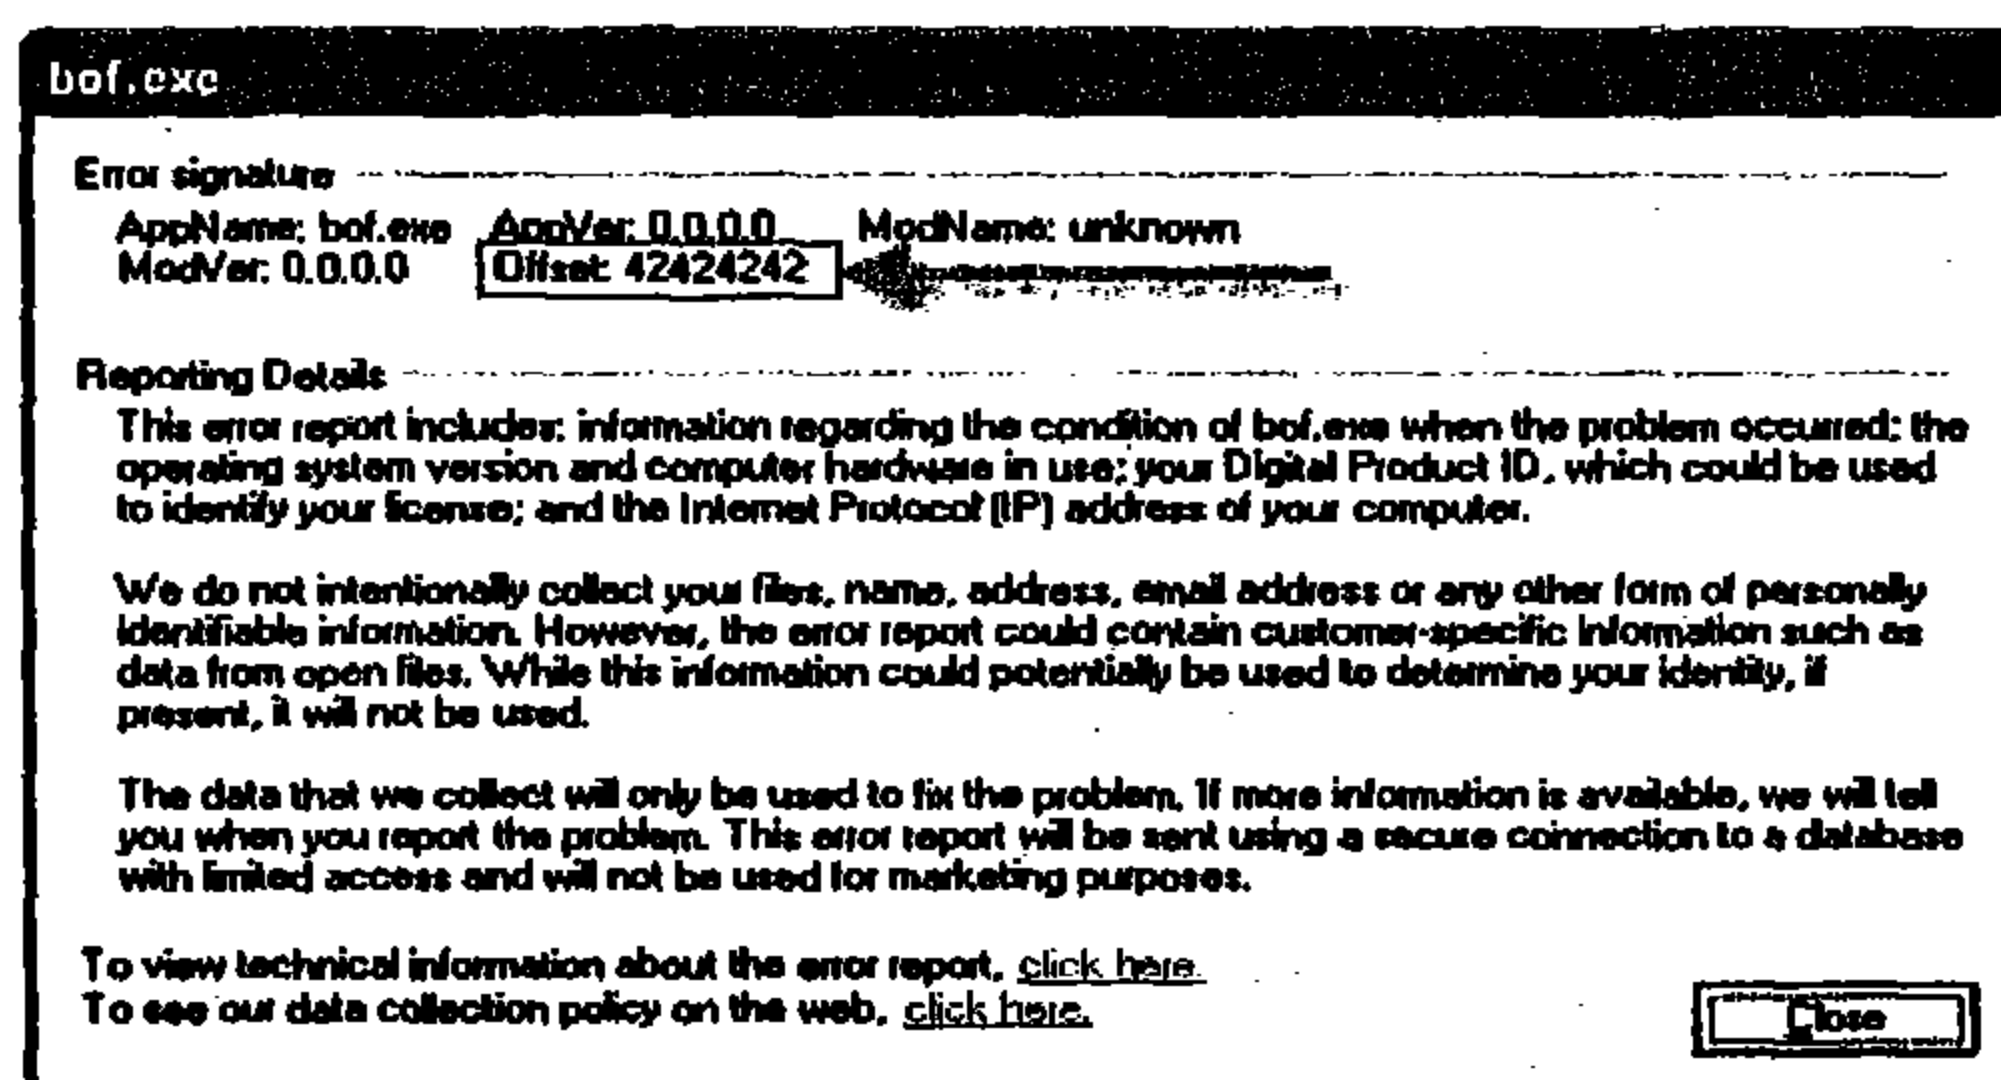 bof.exe
Error signature
AppName: bof.exe AppVer: 0.0.0.0 ModName: unknown
ModVer: 0.0.0.0 Offset: 42424242
Reporting Details
This error report includes: information regarding the condition of bof.exe when the problem occurred; the
operating system version and computer hardware in use; your Digital Product ID, which could be used
to identify your license; and the Internet Protocol (IP) address of your computer.
We do not intentionally collect your files, name, address, email address or any other form of personally
identifiable information. However, the error report could contain customer-specific information such as
data from open files. While this information could potentially be used to determine your identity, if
present, it will not be used.
The data that we collect will only be used to fix the problem. If more information is available, we will tell
you when you report the problem. This error report will be sent using a secure connection to a database
with limited access and will not be used for marketing purposes.
To view technical information about the error report, click here.
To see our data collection policy on the web, click here.
Close